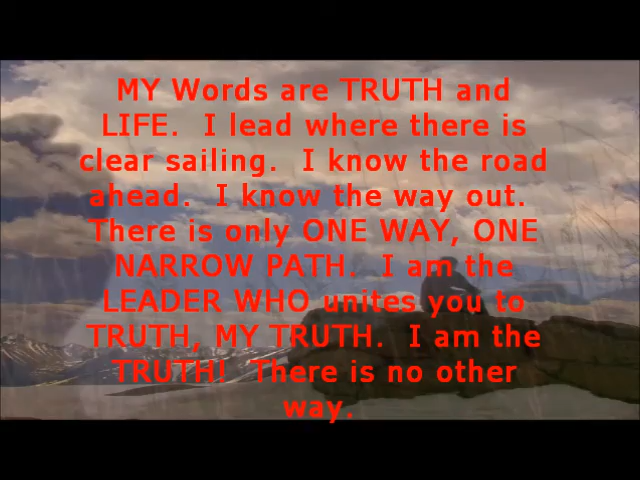 MY Words are TRUTH and
LIFE.  I lead where there is
clear sailing.  I know the road
ahead.  I know the way out.
There is only ONE WAY, ONE
NARROW PATH.  I am the
LEADER WHO unites you to
TRUTH, MY TRUTH.  I am the
TRUTH!  There is no other
way.